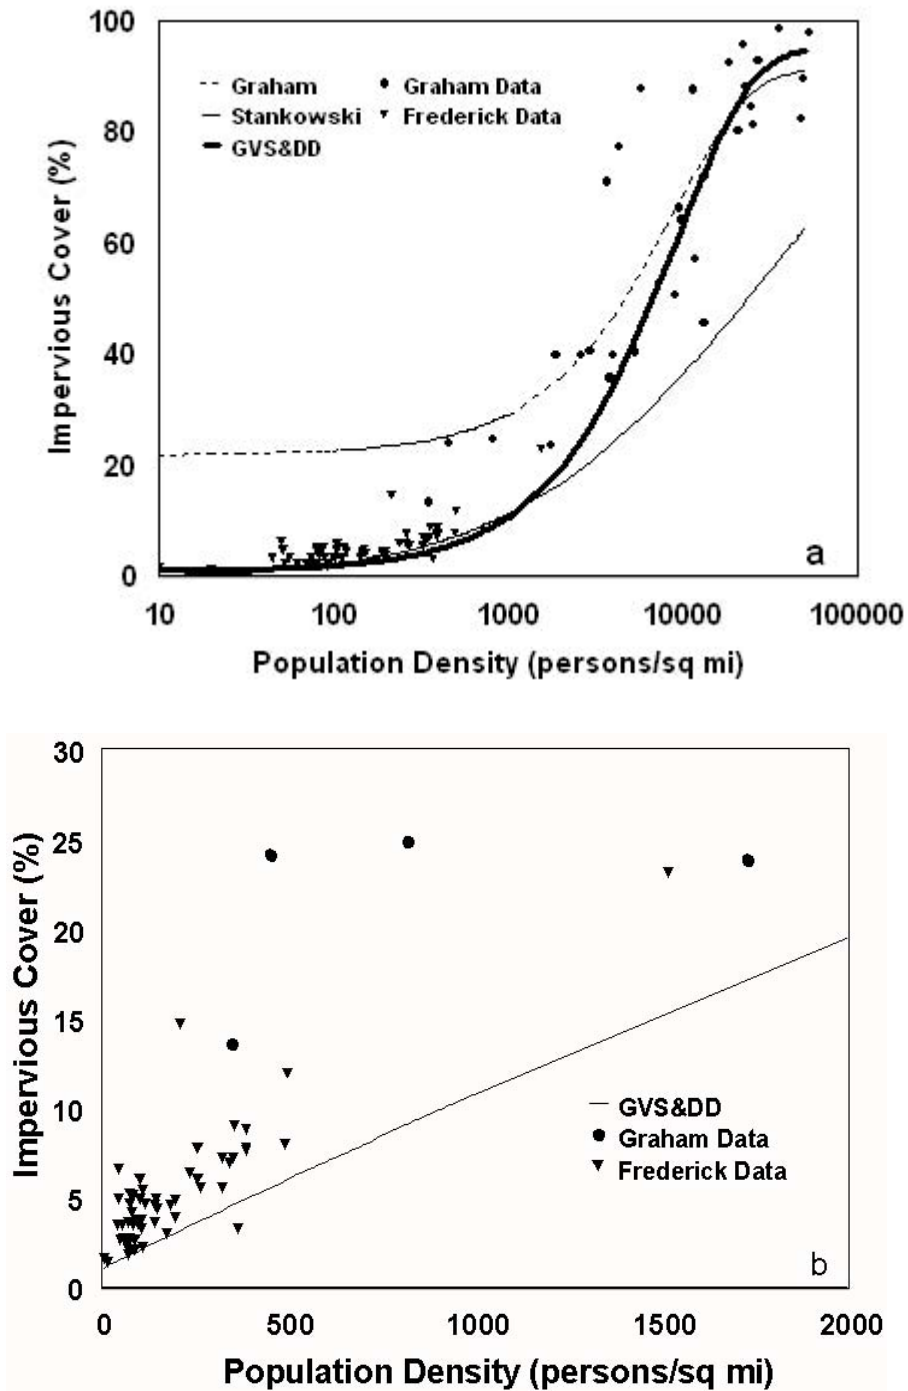 100
80
60
40
20
0
Impervious Cover (%)
Graham
Stankowski
GVS&DD
Graham Data
Frederick Data
a
10 100 1000 10000 100000
Population Density (persons/sq mi)
30
25
20
15
10
5
0
Impervious Cover (%)
GVS&DD
Graham Data
Frederick Data
b
0 500 1000 1500 2000
Population Density (persons/sq mi)